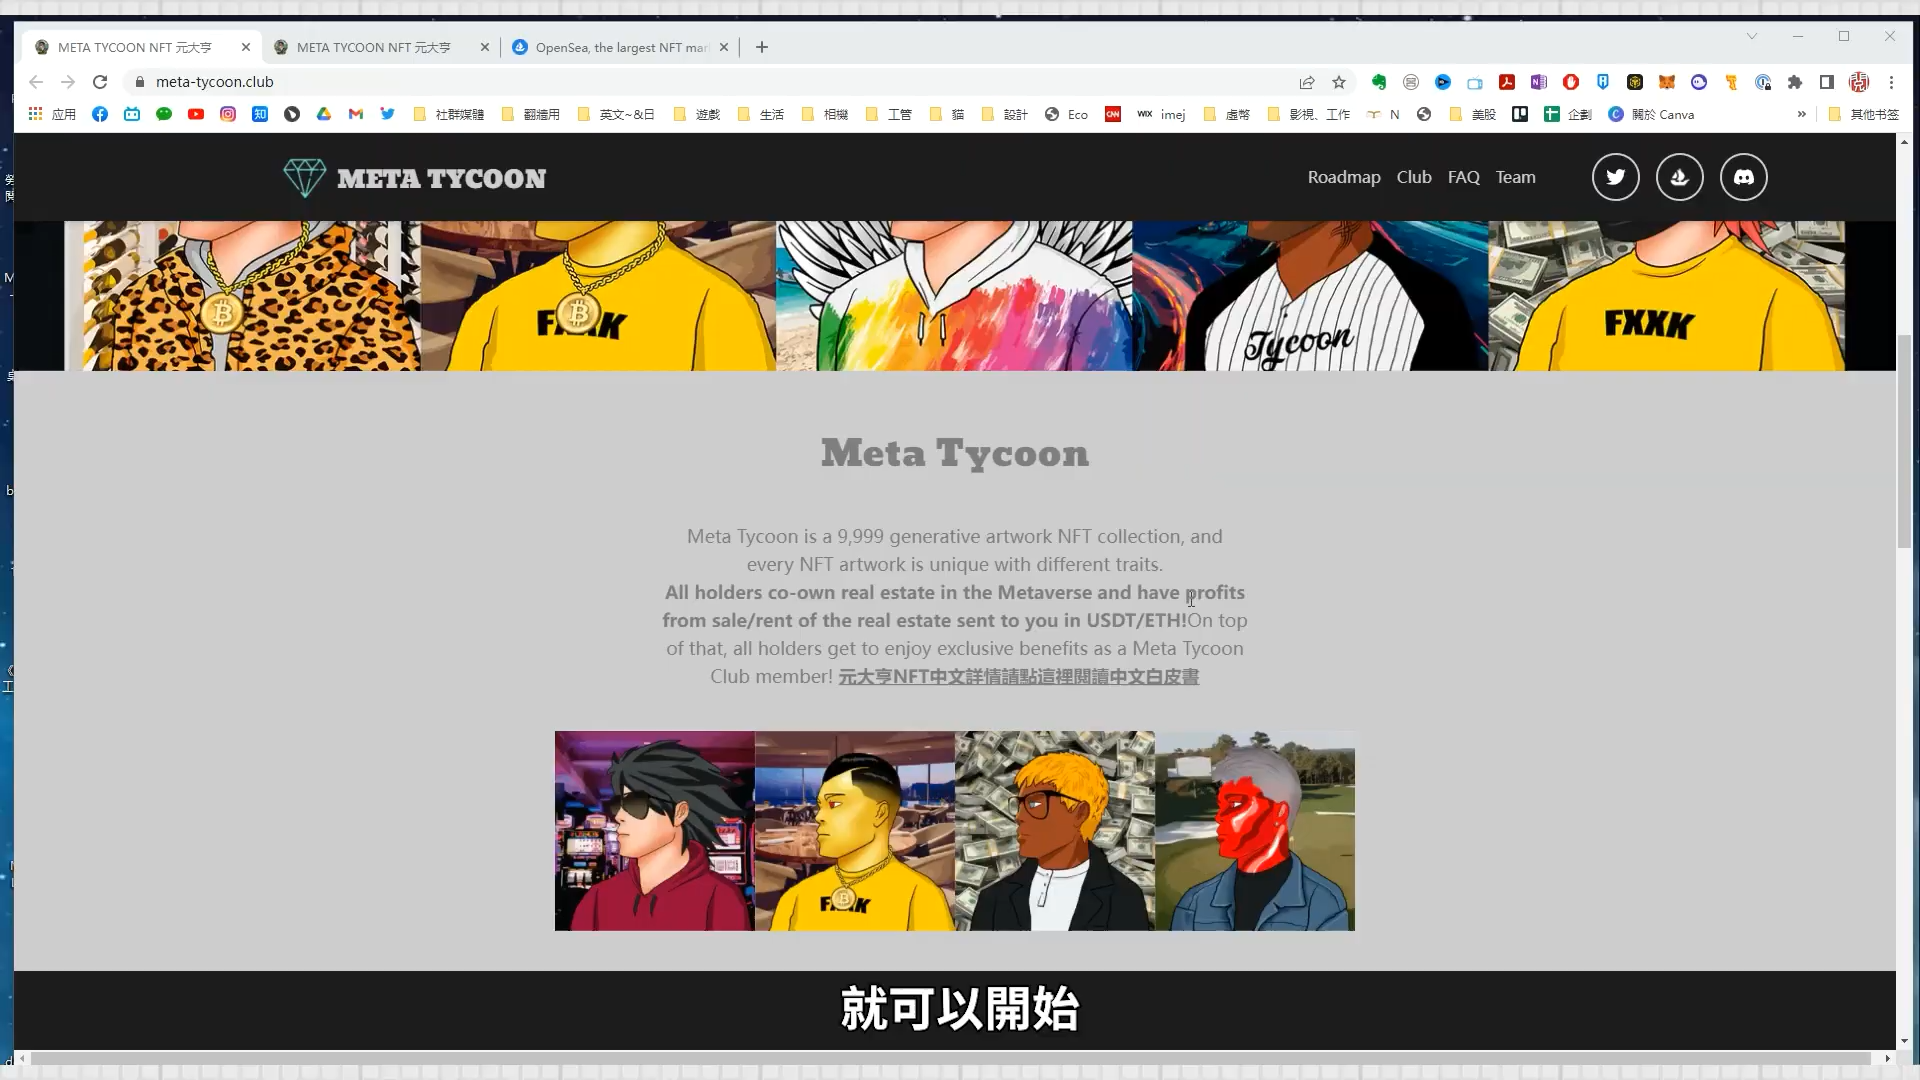 META TYCOON NFT 元大亨
META TYCOON NFT 元大亨
OpenSea, the largest NFT mar
meta-tycoon.club
应用
知
社群媒體
翻牆用
英文~&日
遊戲
生活
相機
工管
貓
設計
Eco
CNN
WIX imej
虛幣
影視、工作
N
美股
企劃
關於 Canva
»
其他书签
META TYCOON
Roadmap Club FAQ Team
Tycoon
FXXK
Meta Tycoon
Meta Tycoon is a 9,999 generative artwork NFT collection, and
every NFT artwork is unique with different traits.
All holders co-own real estate in the Metaverse and have profits
from sale/rent of the real estate sent to you in USDT/ETH!On top
of that, all holders get to enjoy exclusive benefits as a Meta Tycoon
Club member! 元大亨NFT中文詳情請點這裡閱讀中文白皮書
就可以開始